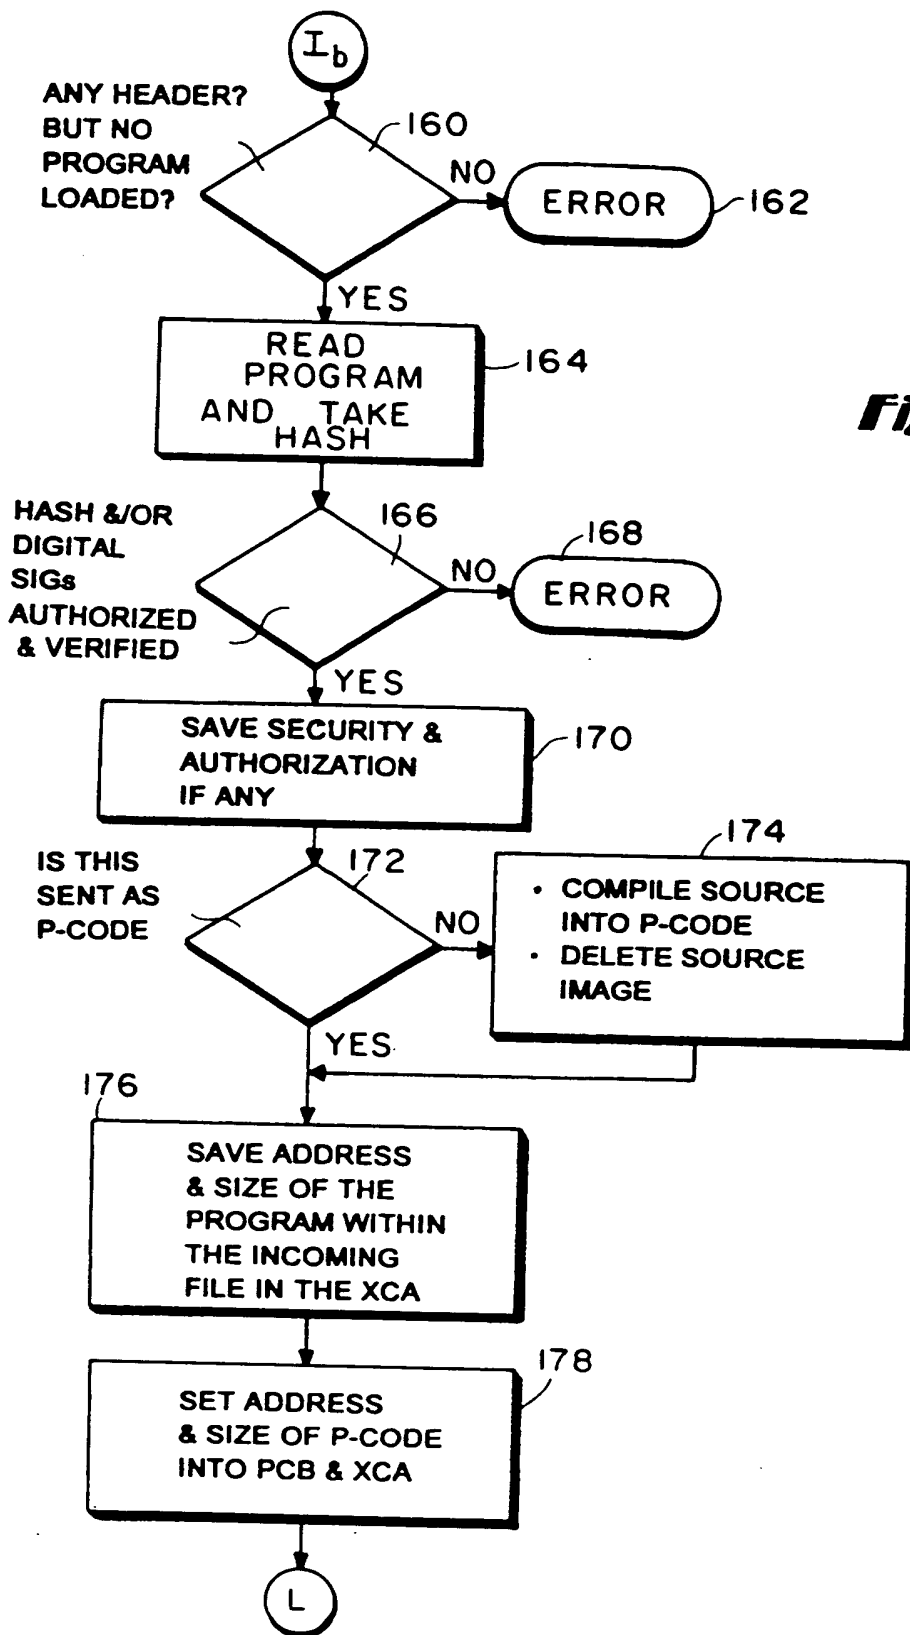 Ib
ANY HEADER?
BUT NO
PROGRAM
LOADED?
160
NO
ERROR
162
YES
READ
PROGRAM
AND TAKE
HASH
164
HASH &/OR
DIGITAL
SIGs
AUTHORIZED
& VERIFIED
166
NO
168
ERROR
YES
SAVE SECURITY &
AUTHORIZATION
IF ANY
170
IS THIS
SENT AS
P-CODE
172
NO
174
• COMPILE SOURCE
INTO P-CODE
• DELETE SOURCE
IMAGE
YES
176
SAVE ADDRESS
& SIZE OF THE
PROGRAM WITHIN
THE INCOMING
FILE IN THE XCA
178
SET ADDRESS
& SIZE OF P-CODE
INTO PCB & XCA
L